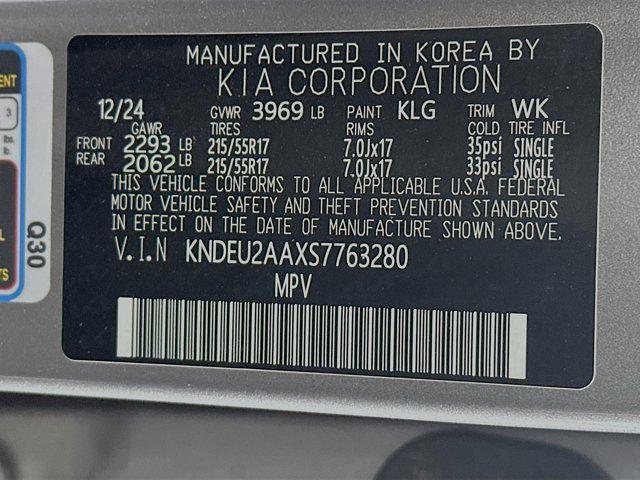 MANUFACTURED IN KOREA BY
KIA CORPORATION
12/24 GVWR 3969 LB PAINT KLG TRIM WK
GAWR TIRES RIMS COLD TIRE INFL
FRONT 2293 LB 215/55R17 7.0Jx17 35psi SINGLE
REAR 2062 LB 215/55R17 7.0Jx17 33psi SINGLE
THIS VEHICLE CONFORMS TO ALL APPLICABLE U.S.A. FEDERAL
MOTOR VEHICLE SAFETY AND THEFT PREVENTION STANDARDS
IN EFFECT ON THE DATE OF MANUFACTURE SHOWN ABOVE.
V.I.N KNDEU2AAXS7763280
MPV
Q30
3
lbs.
lb.